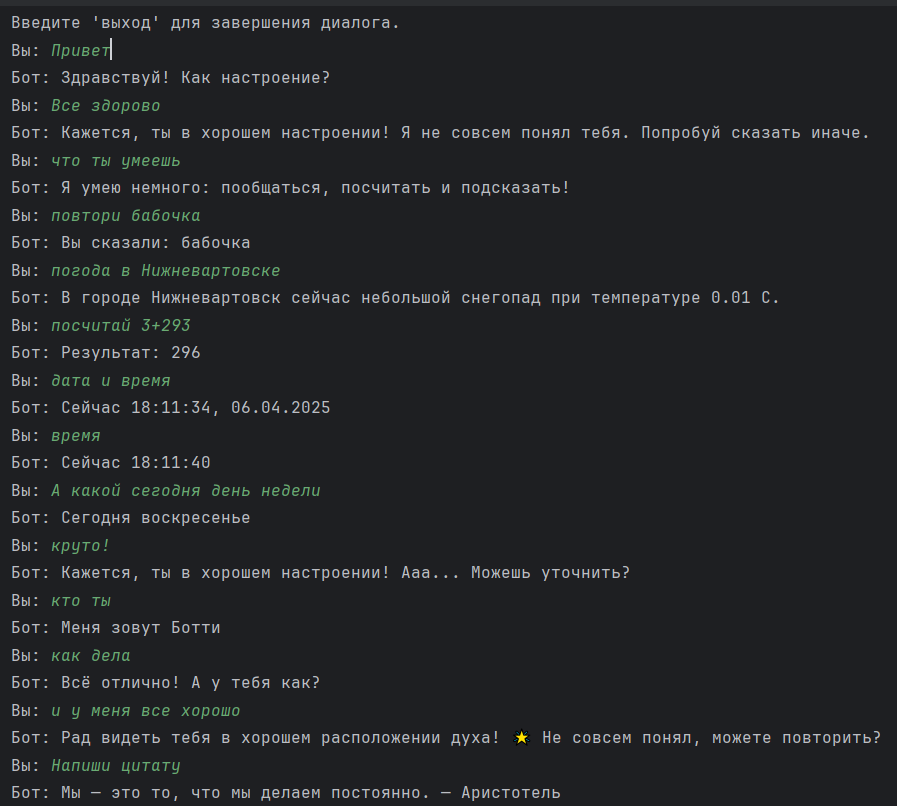 Введите 'выход' для завершения диалога.
Вы: Привет
Бот: Здравствуй! Как настроение?
Вы: Все здорово
Бот: Кажется, ты в хорошем настроении! Я не совсем понял тебя. Попробуй сказать иначе.
Вы: что ты умеешь
Бот: Я умею немного: пообщаться, посчитать и подсказать!
Вы: повтори бабочка
Бот: Вы сказали: бабочка
Вы: погода в Нижневартовске
Бот: В городе Нижневартовск сейчас небольшой снегопад при температуре 0.01 C.
Вы: посчитай 3+293
Бот: Результат: 296
Вы: дата и время
Бот: Сейчас 18:11:34, 06.04.2025
Вы: время
Бот: Сейчас 18:11:40
Вы: А какой сегодня день недели
Бот: Сегодня воскресенье
Вы: круто!
Бот: Кажется, ты в хорошем настроении! Ааа... Можешь уточнить?
Вы: кто ты
Бот: Меня зовут Ботти
Вы: как дела
Бот: Всё отлично! А у тебя как?
Вы: и у меня все хорошо
Бот: Рад видеть тебя в хорошем расположении духа! ⭐ Не совсем понял, можете повторить?
Вы: Напиши цитату
Бот: Мы — это то, что мы делаем постоянно. — Аристотель